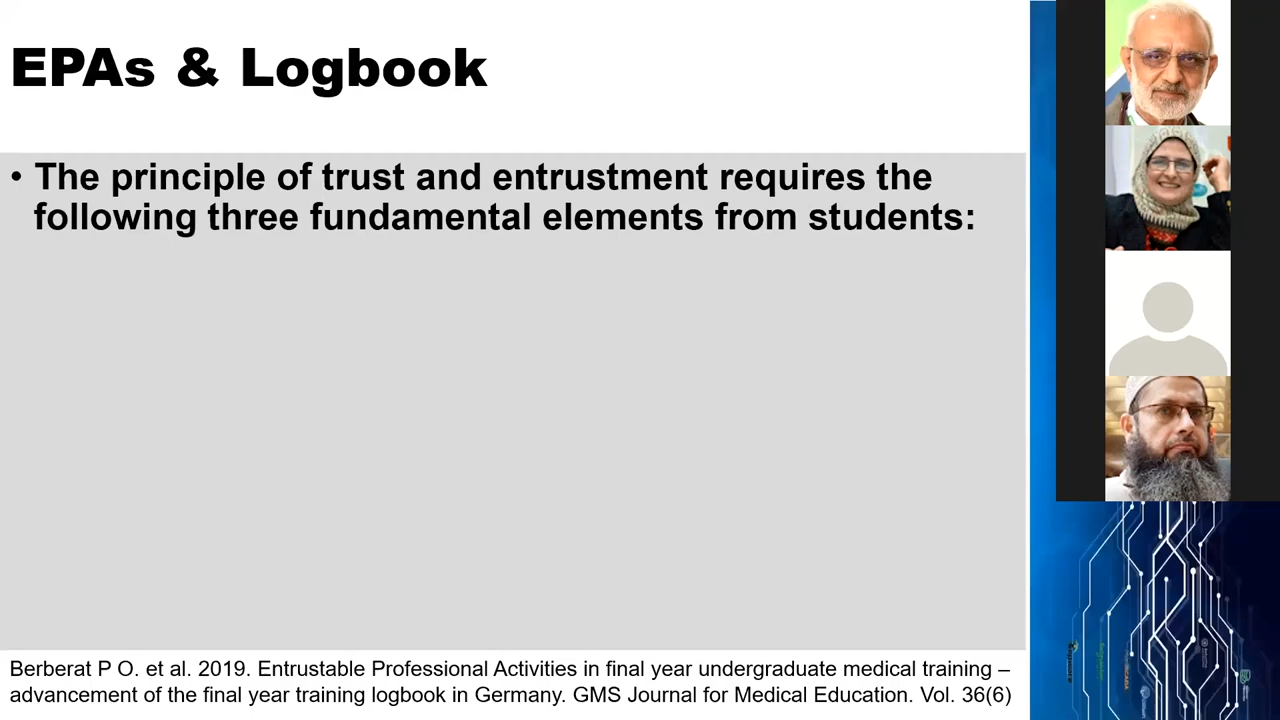 EPAs & Logbook
• The principle of trust and entrustment requires the
following three fundamental elements from students:
Berberat P O. et al. 2019. Entrustable Professional Activities in final year undergraduate medical training –
advancement of the final year training logbook in Germany. GMS Journal for Medical Education. Vol. 36(6)